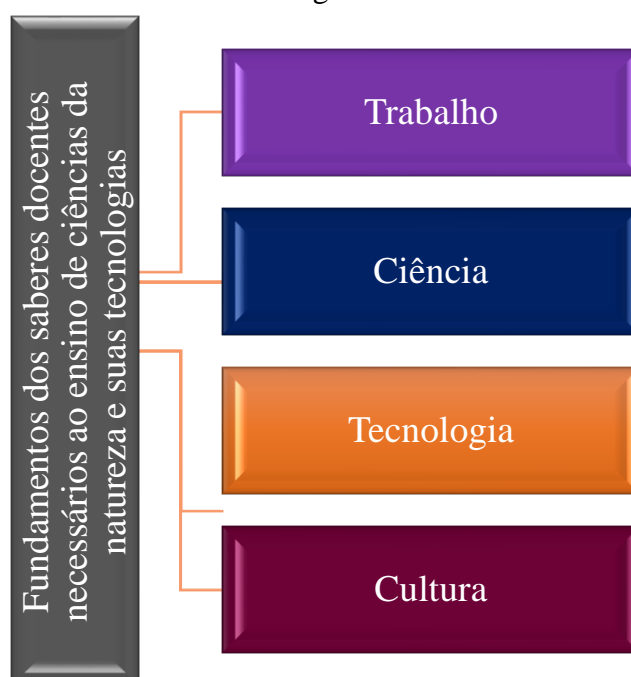 Fundamentos dos saberes docentes
necessários ao ensino de ciências da
natureza e suas tecnologias
Trabalho
Ciência
Tecnologia
Cultura